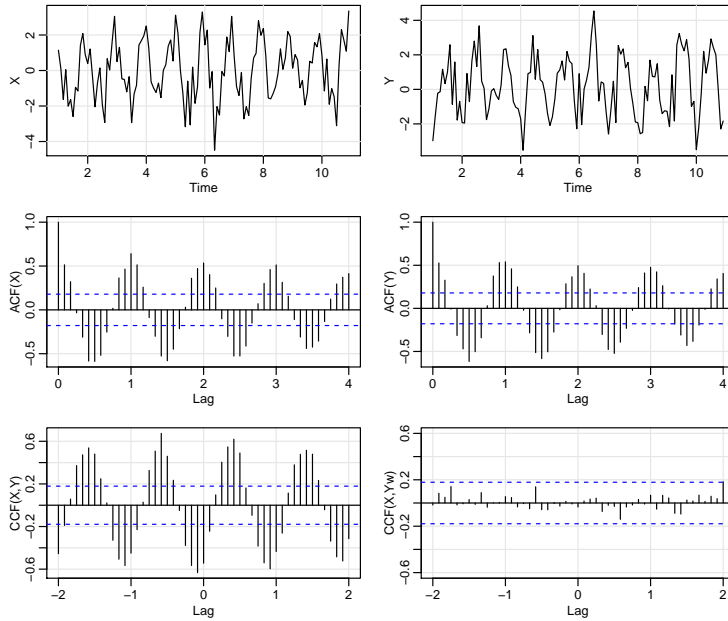 X
−4 −2 0 2
2 4 6 8 10
Time
Y
−2 0 2 4
2 4 6 8 10
Time
ACF(X)
−0.5 0.0 0.5 1.0
0 1 2 3 4
Lag
ACF(Y)
−0.5 0.0 0.5 1.0
0 1 2 3 4
Lag
CCF(X,Y)
−0.6 −0.2 0.2 0.6
−2 −1 0 1 2
Lag
CCF(X,Yw)
−0.6 −0.2 0.2 0.6
−2 −1 0 1 2
Lag